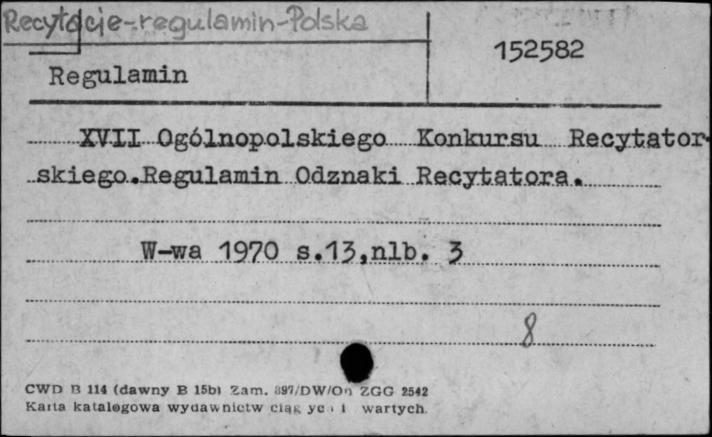 Recytacje-regulamin-Polska
152582
Regulamin
XVII Ogólnopolskiego Konkursu Recytator-
skiego.Regulamin Odznaki Recytatora.
W-wa 1970 s.13,nlb. 3
8
CWD B 114 (dawny B 15b) Zam. 897/DW/On ZGG 2542
Karta katalogowa wydawnictw wartych